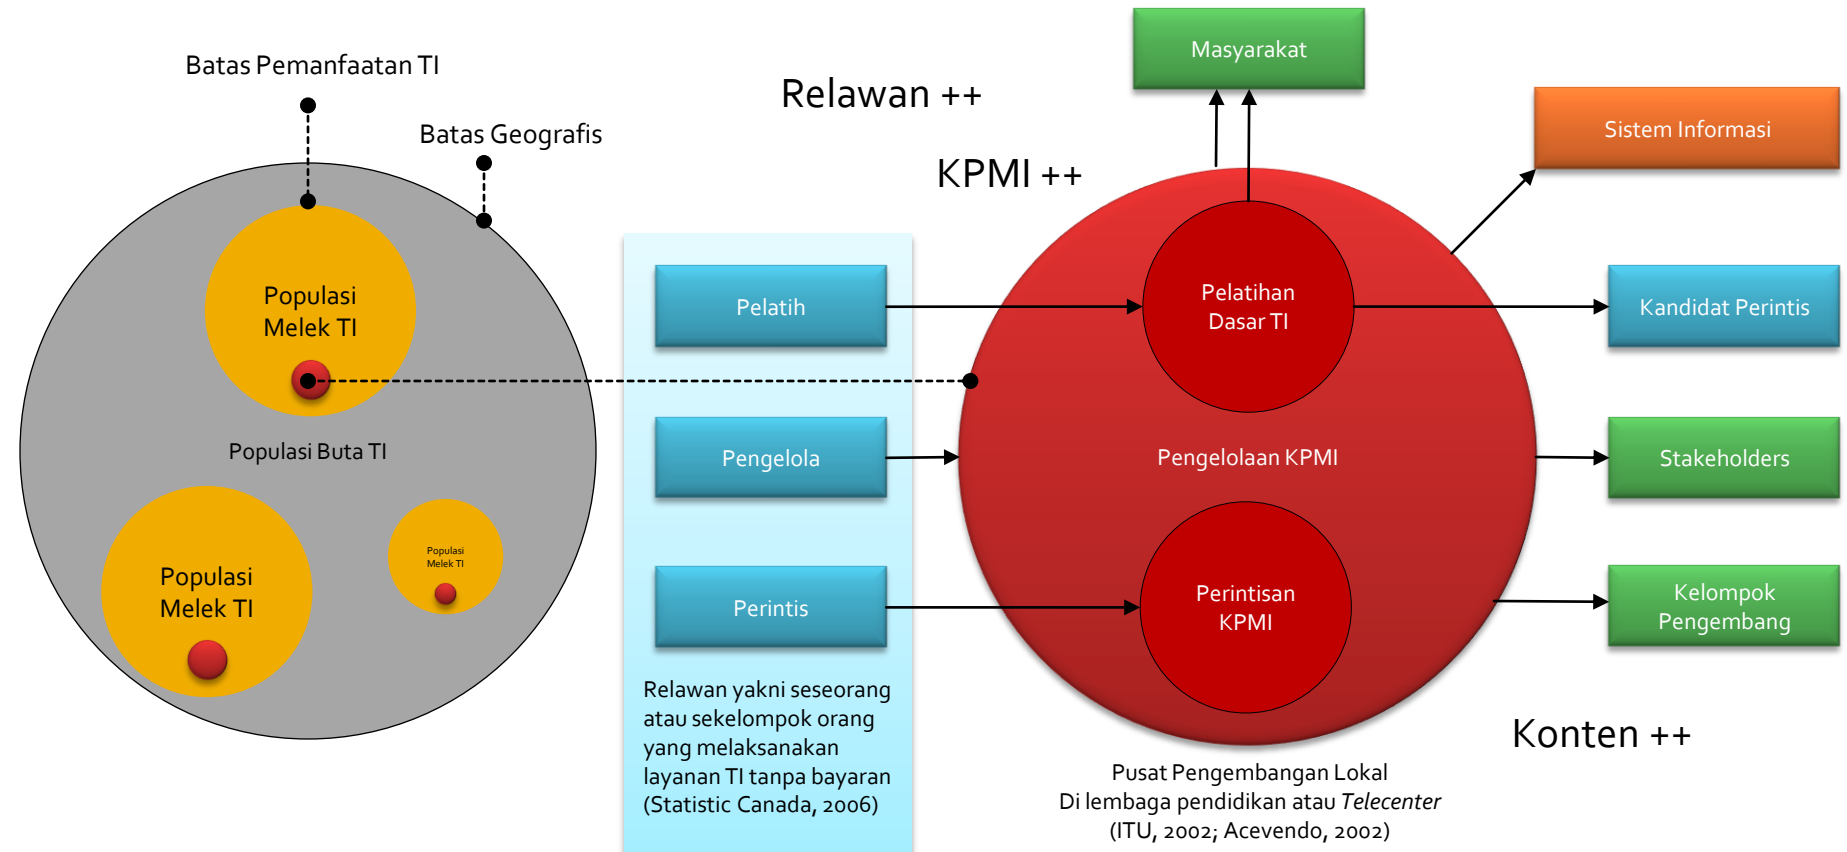 Batas Pemanfaatan TI
Batas Geografis
Populasi
Melek TI
Populasi Buta TI
Populasi
Melek TI
Populasi
Melek TI
Relawan ++
KPMI ++
Pelatih
Pengelola
Perintis
Relawan yakni seseorang
atau sekelompok orang
yang melaksanakan
layanan TI tanpa bayaran
(Statistic Canada, 2006)
Masyarakat
Pelatihan
Dasar TI
Pengelolaan KPMI
Perintisan
KPMI
Pusat Pengembangan Lokal
Di lembaga pendidikan atau Telecenter
(ITU, 2002; Acevendo, 2002)
Sistem Informasi
Kandidat Perintis
Stakeholders
Kelompok
Pengembang
Konten ++